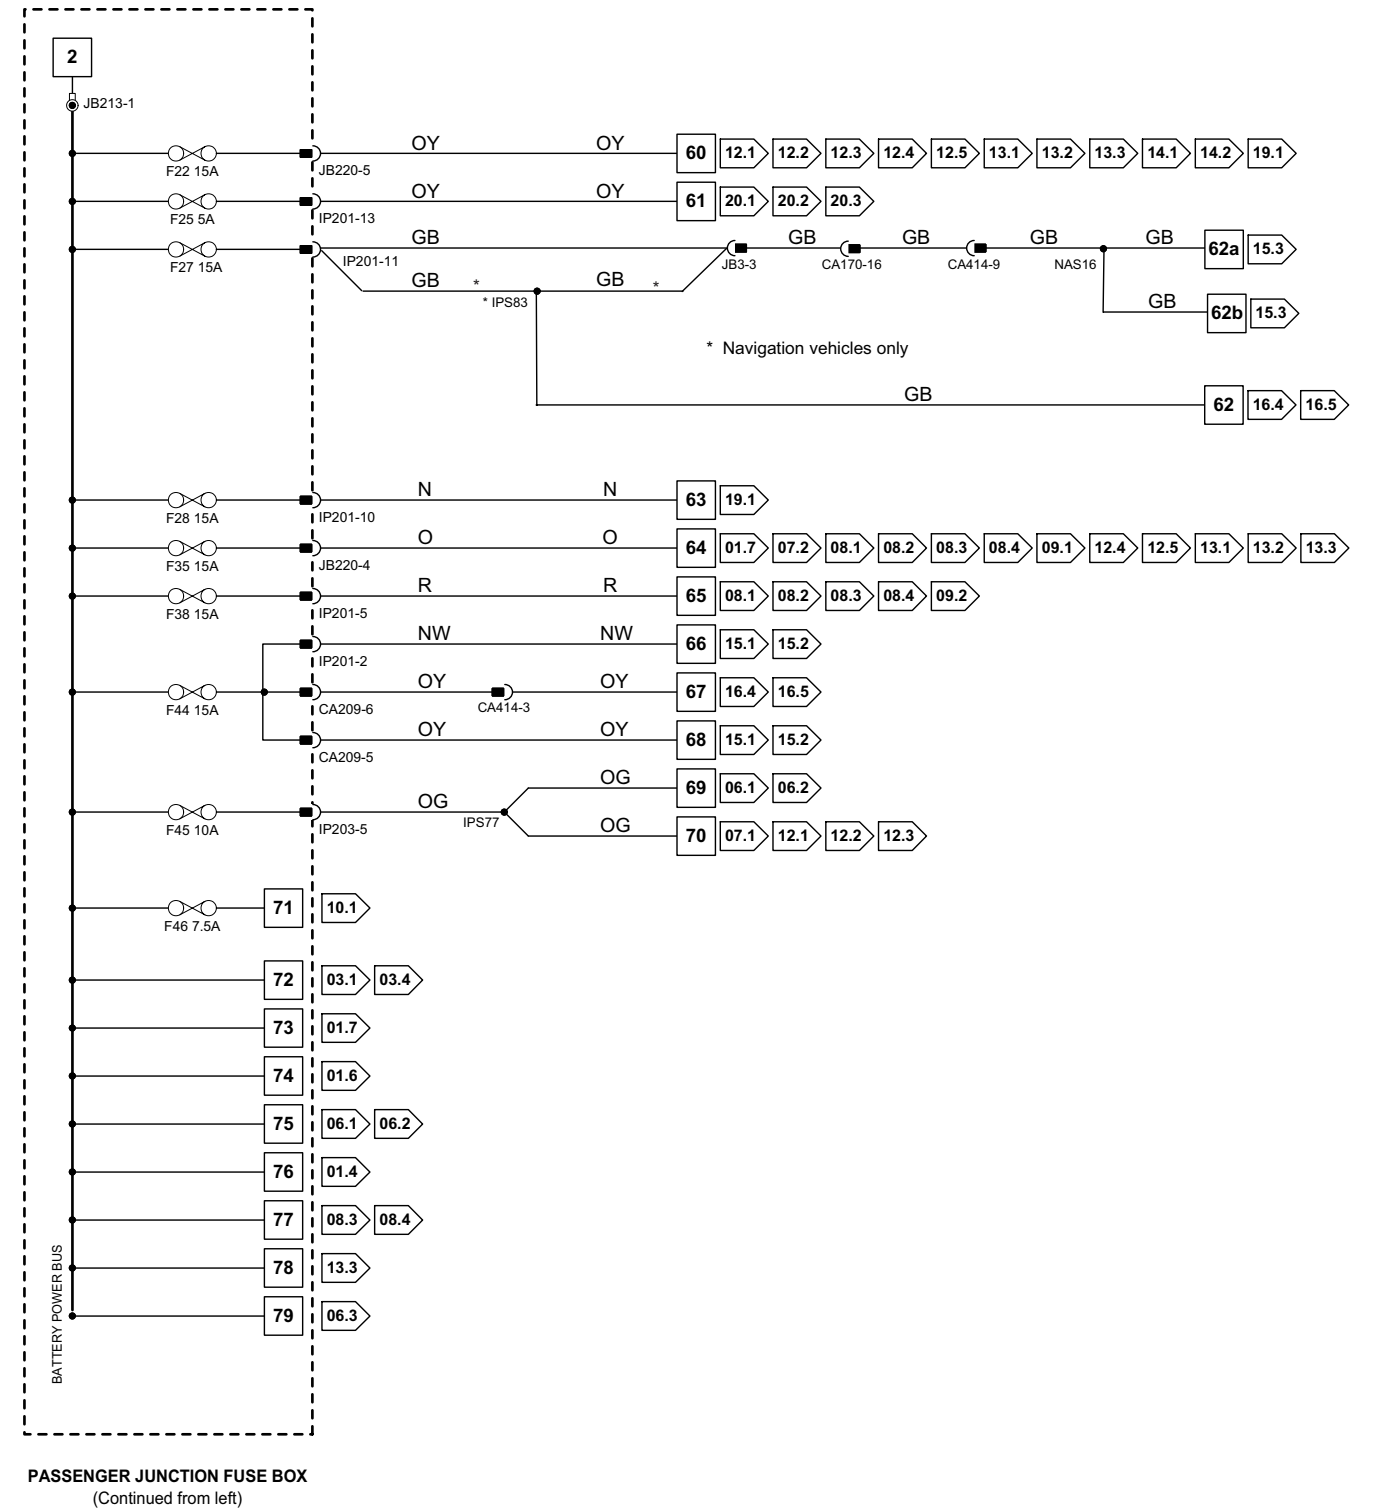 2
JB213-1
OY OY 60 12.1 12.2 12.3 12.4 12.5 13.1 13.2 13.3 14.1 14.2 19.1
F22 15A JB220-5
OY OY 61 20.1 20.2 20.3
F25 5A IP201-13
GB GB GB GB GB 62a 15.3
F27 15A IP201-11 JB3-3 CA170-16 CA414-9 NAS16
GB * GB *
* IPS83
GB 62b 15.3
* Navigation vehicles only
GB 62 16.4 16.5
N N 63 19.1
F28 15A IP201-10
O O 64 01.7 07.2 08.1 08.2 08.3 08.4 09.1 12.4 12.5 13.1 13.2 13.3
F35 15A JB220-4
R R 65 08.1 08.2 08.3 08.4 09.2
F38 15A IP201-5
NW NW 66 15.1 15.2
IP201-2
OY OY 67 16.4 16.5
F44 15A CA209-6 CA414-3
OY OY 68 15.1 15.2
CA209-5
OG 69 06.1 06.2
OG
F45 10A IP203-5 IPS77
OG 70 07.1 12.1 12.2 12.3
71 10.1
F46 7.5A
72 03.1 03.4
73 01.7
74 01.6
75 06.1 06.2
76 01.4
77 08.3 08.4
78 13.3
79 06.3
BATTERY POWER BUS
PASSENGER JUNCTION FUSE BOX
(Continued from left)